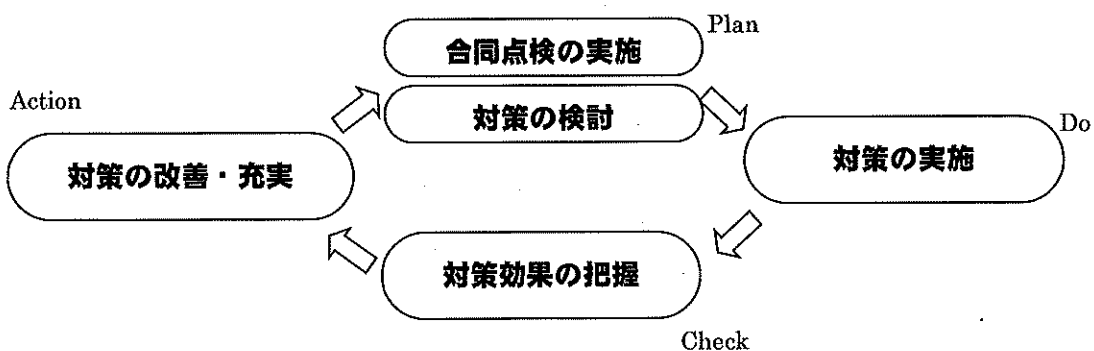 Plan
合同点検の実施
対策の検討
Do
対策の実施
Check
対策効果の把握
Action
対策の改善・充実